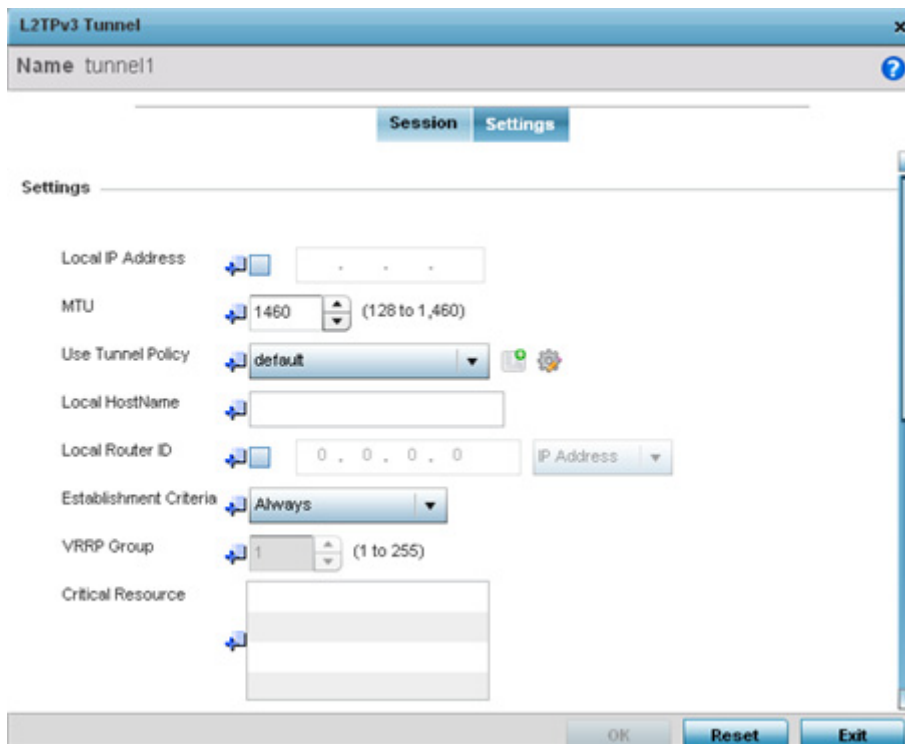 L2TPv3 Tunnel
Name tunnel1
Session Settings
Settings
Local IP Address . . .
MTU 1460 (128 to 1,460)
Use Tunnel Policy default
Local HostName
Local Router ID 0 . 0 . 0 . 0 IP Address
Establishment Criteria Always
VRRP Group 1 (1 to 255)
Critical Resource
OK Reset Exit